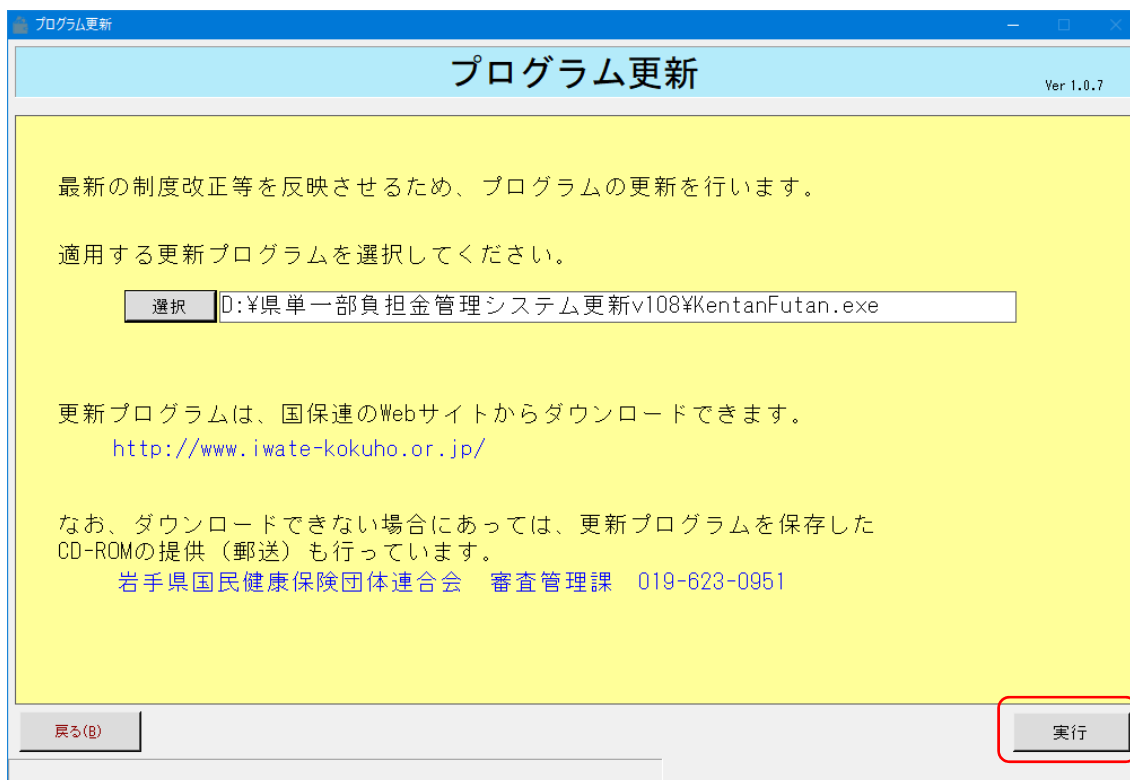 プログラム更新
プログラム更新
Ver 1.0.7
最新の制度改正等を反映させるため、プログラムの更新を行います。
適用する更新プログラムを選択してください。
選択 D:¥県単一部負担金管理システム更新v108¥KentanFutan.exe
更新プログラムは、国保連のWebサイトからダウンロードできます。
http://www.iwate-kokuho.or.jp/
なお、ダウンロードできない場合にあっては、更新プログラムを保存した
CD-ROMの提供（郵送）も行っています。
岩手県国民健康保険団体連合会　審査管理課　019-623-0951
戻る(B) 実行